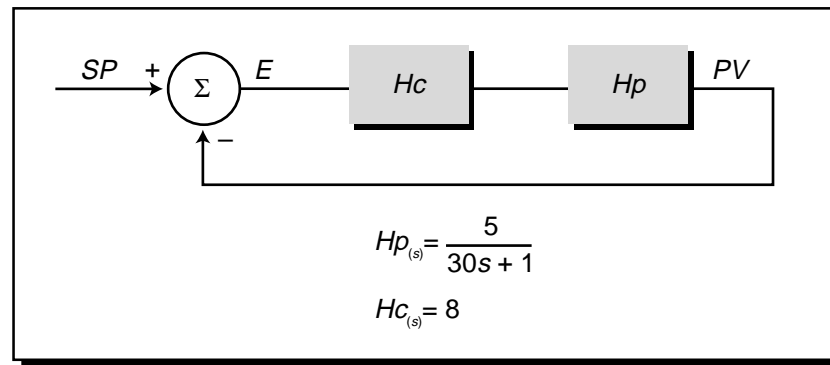 SP + Σ E Hc Hp PV
–
Hp(s) = 5 / 30s + 1
Hc(s) = 8